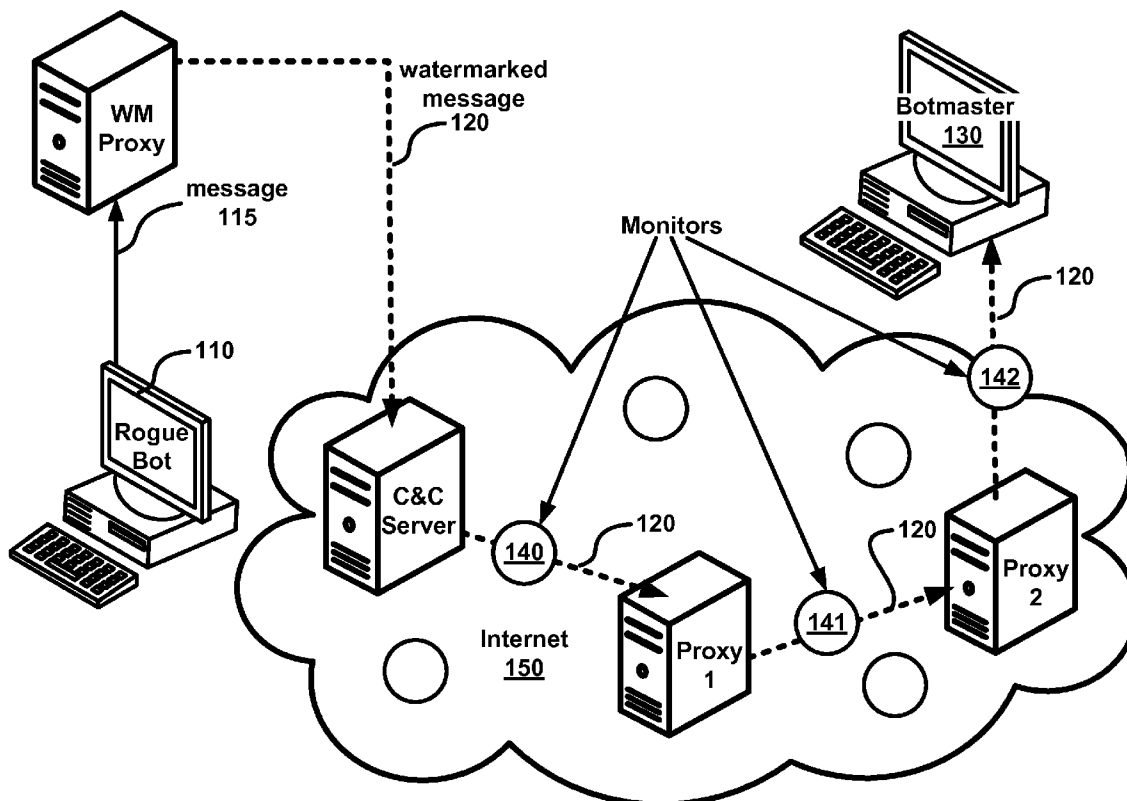 WM
Proxy
watermarked
message
120
Botmaster
130
message
115
Monitors
120
110
Rogue
Bot
142
C&C
Server
140
120
120
Proxy
2
141
Internet
150
Proxy
1